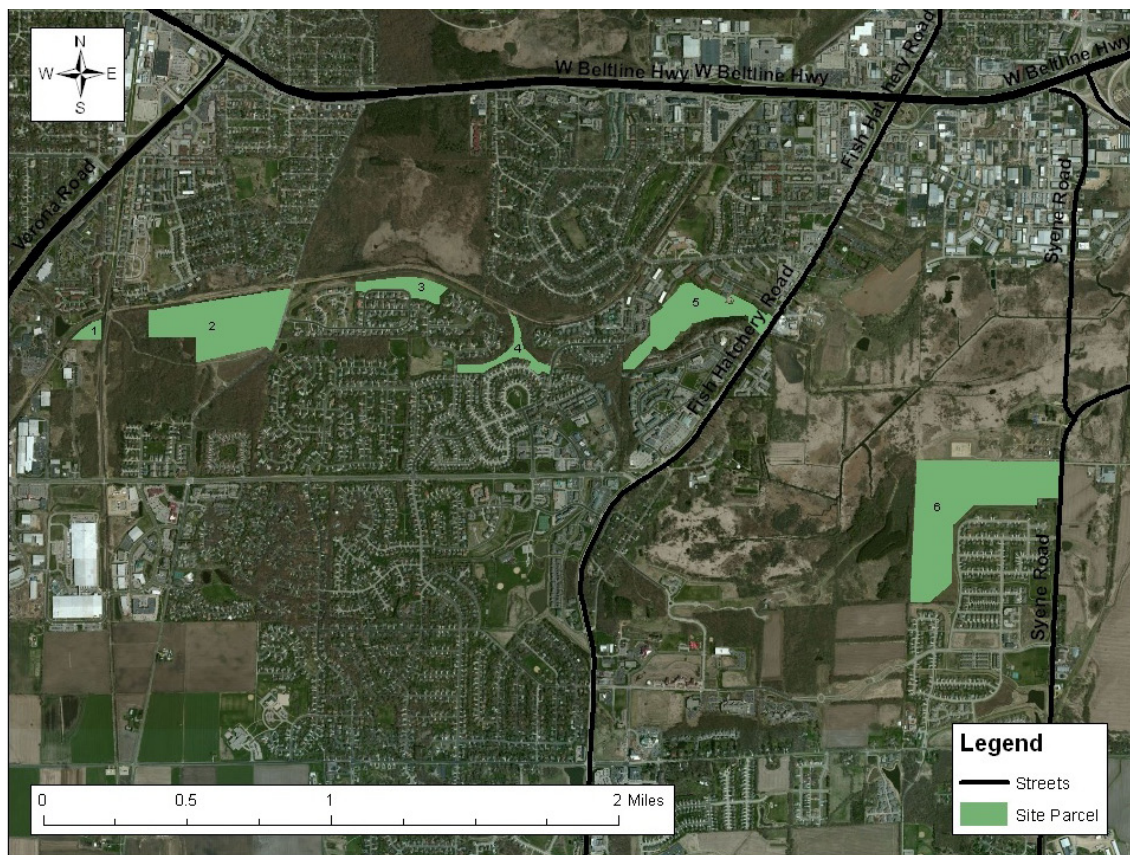 N
W E
S
W Beltline Hwy W Beltline Hwy
W Beltline Hwy
Fish Hatchery Road
Verona Road
Syene Road
Fish Hatchery Road
1
2
3
4
5
6
Syene Road
Legend
Streets
Site Parcel
0 0.5 1 2 Miles